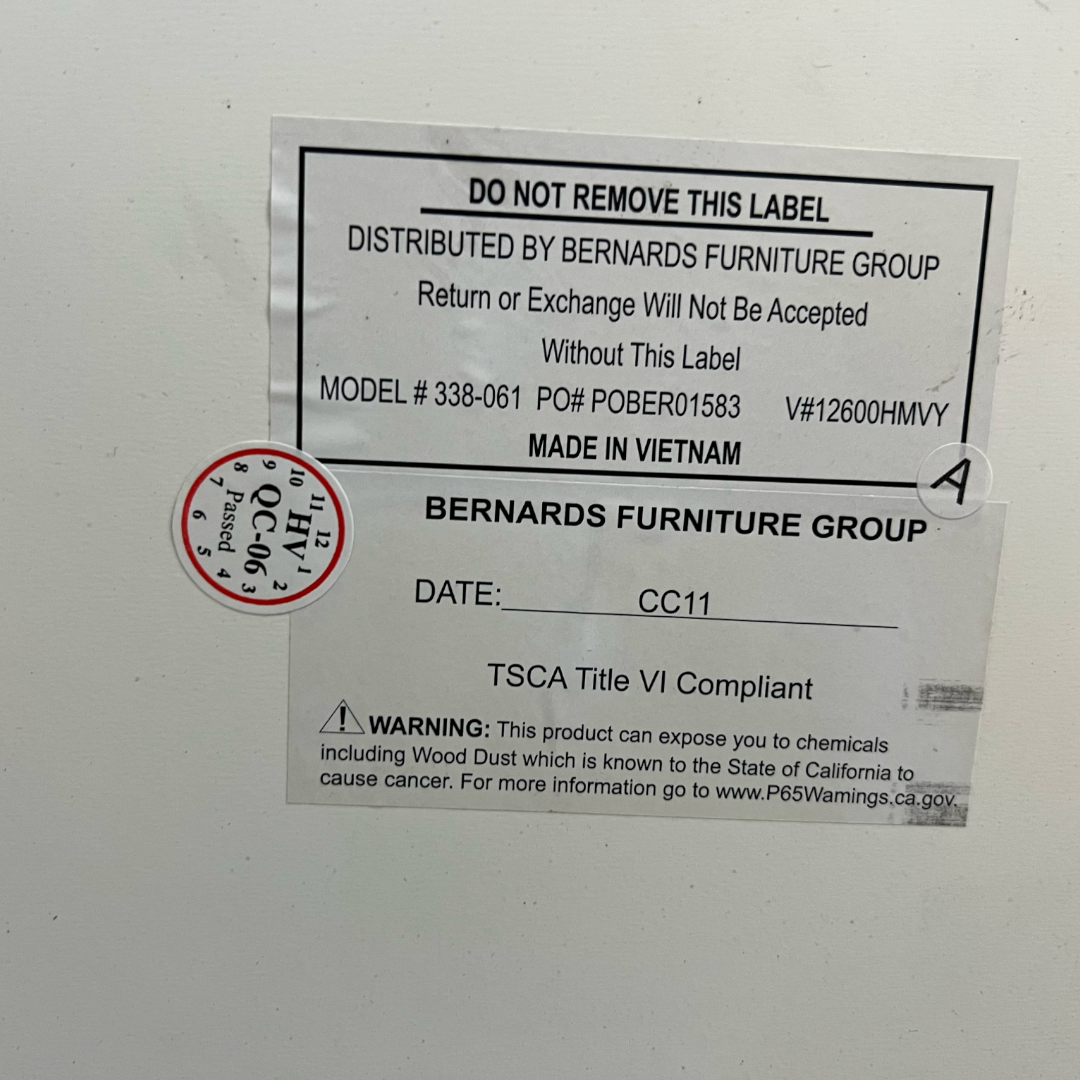 DO NOT REMOVE THIS LABEL
DISTRIBUTED BY BERNARDS FURNITURE GROUP
Return or Exchange Will Not Be Accepted
Without This Label
MODEL # 338-061 PO# POBER01583 V#12600HMVY
MADE IN VIETNAM
A
12 1 2 3 4 5 6 7 8 9 10 11
HV
QC-06
Passed
BERNARDS FURNITURE GROUP
DATE: CC11
TSCA Title VI Compliant
WARNING: This product can expose you to chemicals
including Wood Dust which is known to the State of California to
cause cancer. For more information go to www.P65Wamings.ca.gov.